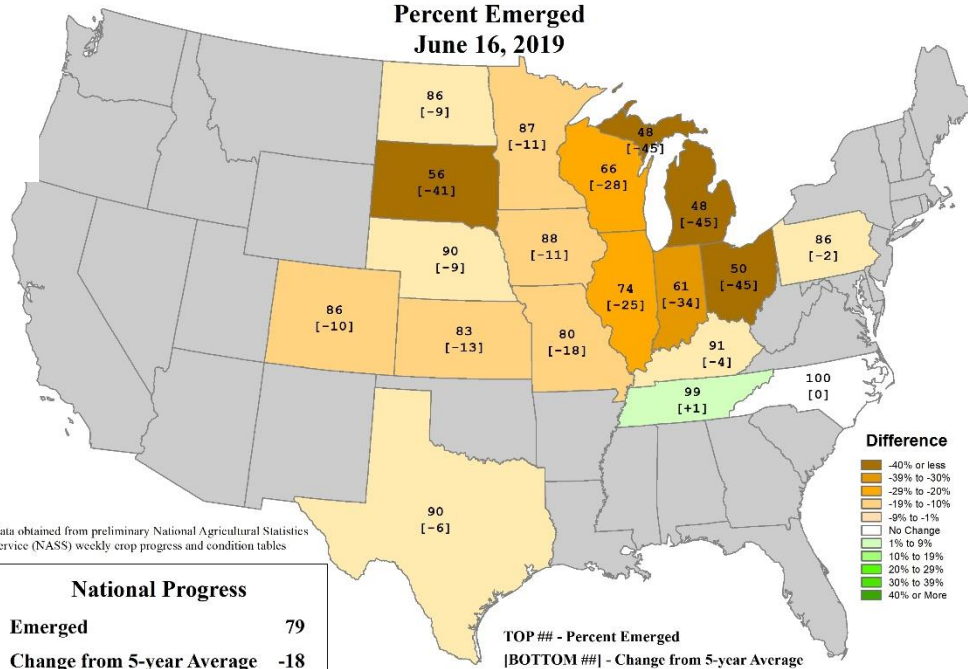 Percent Emerged
June 16, 2019
86
[-9]
87
[-11]
48
[-45]
56
[-41]
66
[-28]
48
[-45]
90
[-9]
88
[-11]
86
[-2]
50
[-45]
61
[-34]
74
[-25]
86
[-10]
83
[-13]
80
[-18]
91
[-4]
100
[0]
99
[+1]
90
[-6]
Difference
-40% or less
-39% to -30%
-29% to -20%
-19% to -10%
-9% to -1%
No Change
1% to 9%
10% to 19%
20% to 29%
30% to 39%
40% or More
ata obtained from preliminary National Agricultural Statistics
ervice (NASS) weekly crop progress and condition tables
National Progress
Emerged 79
Change from 5-year Average -18
TOP ## - Percent Emerged
[BOTTOM ##] - Change from 5-year Average